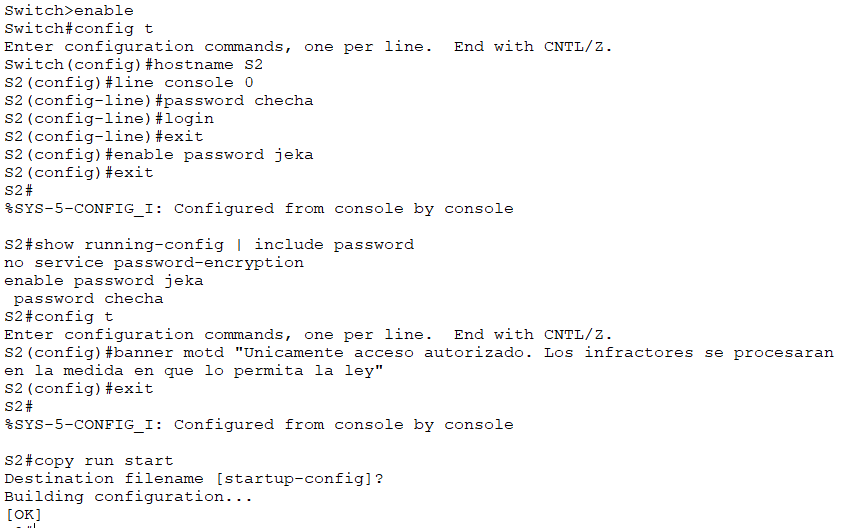 Switch>enable
Switch#config t
Enter configuration commands, one per line.  End with CNTL/Z.
Switch(config)#hostname S2
S2(config)#line console 0
S2(config-line)#password checha
S2(config-line)#login
S2(config-line)#exit
S2(config)#enable password jeka
S2(config)#exit
S2#
%SYS-5-CONFIG_I: Configured from console by console

S2#show running-config | include password
no service password-encryption
enable password jeka
 password checha
S2#config t
Enter configuration commands, one per line.  End with CNTL/Z.
S2(config)#banner motd "Unicamente acceso autorizado. Los infractores se procesaran
en la medida en que lo permita la ley"
S2(config)#exit
S2#
%SYS-5-CONFIG_I: Configured from console by console

S2#copy run start
Destination filename [startup-config]?
Building configuration...
[OK]